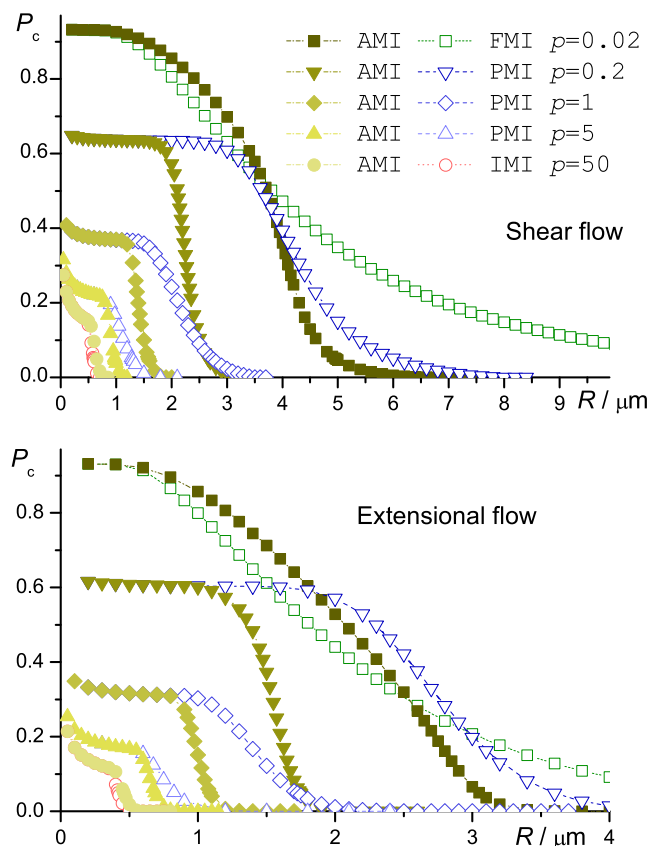 Pc
0.8
0.6
0.4
0.2
0.0
0 1 2 3 4 5 6 7 8 9
R / μm
AMI FMI p=0.02
AMI PMI p=0.2
AMI PMI p=1
AMI PMI p=5
AMI IMI p=50
Shear flow
Pc
0.8
0.6
0.4
0.2
0.0
0 1 2 3 4
R / μm
Extensional flow